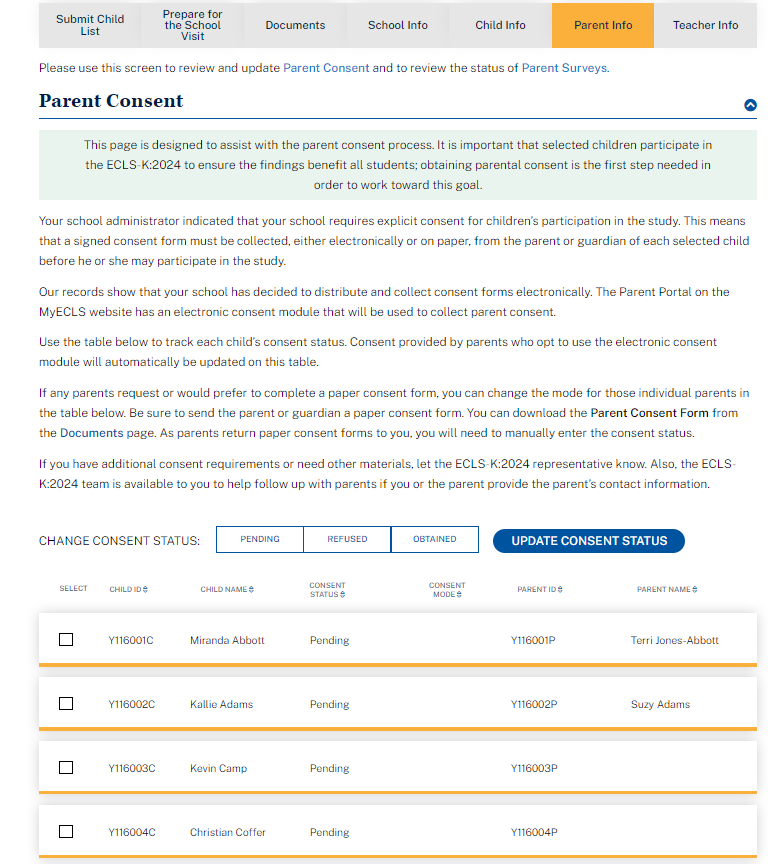 Submit Child
List
Prepare for
the School
Visit
Documents
School Info
Child Info
Parent Info
Teacher Info
Please use this screen to review and update Parent Consent and to review the status of Parent Surveys.
Parent Consent
This page is designed to assist with the parent consent process. It is important that selected children participate in
the ECLS-K:2024 to ensure the findings benefit all students; obtaining parental consent is the first step needed in
order to work toward this goal.
Your school administrator indicated that your school requires explicit consent for children's participation in the study. This means
that a signed consent form must be collected, either electronically or on paper, from the parent or guardian of each selected child
before he or she may participate in the study.
Our records show that your school has decided to distribute and collect consent forms electronically. The Parent Portal on the
MyECLS website has an electronic consent module that will be used to collect parent consent.
Use the table below to track each child's consent status. Consent provided by parents who opt to use the electronic consent
module will automatically be updated on this table.
If any parents request or would prefer to complete a paper consent form, you can change the mode for those individual parents in
the table below. Be sure to send the parent or guardian a paper consent form. You can download the Parent Consent Form from
the Documents page. As parents return paper consent forms to you, you will need to manually enter the consent status.
If you have additional consent requirements or need other materials, let the ECLS-K:2024 representative know. Also, the ECLS-
K:2024 team is available to you to help follow up with parents if you or the parent provide the parent's contact information.
CHANGE CONSENT STATUS: PENDING REFUSED OBTAINED UPDATE CONSENT STATUS
SELECT CHILD ID CHILD NAME CONSENT STATUS CONSENT MODE PARENT ID PARENT NAME
Y116001C Miranda Abbott Pending Y116001P Terri Jones-Abbott
Y116002C Kallie Adams Pending Y116002P Suzy Adams
Y116003C Kevin Camp Pending Y116003P
Y116004C Christian Coffer Pending Y116004P